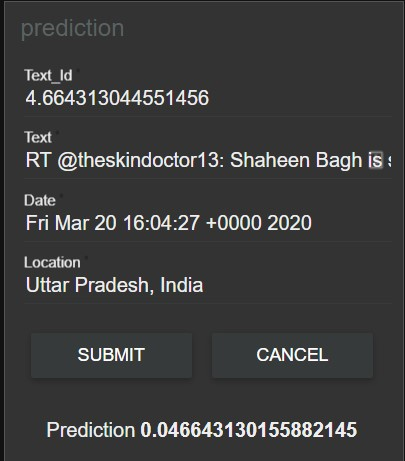 prediction
Text_Id *
4.664313044551456
Text *
RT @theskindoctor13: Shaheen Bagh is s
Date *
Fri Mar 20 16:04:27 +0000 2020
Location *
Uttar Pradesh, India
SUBMIT CANCEL
Prediction 0.046643130155882145